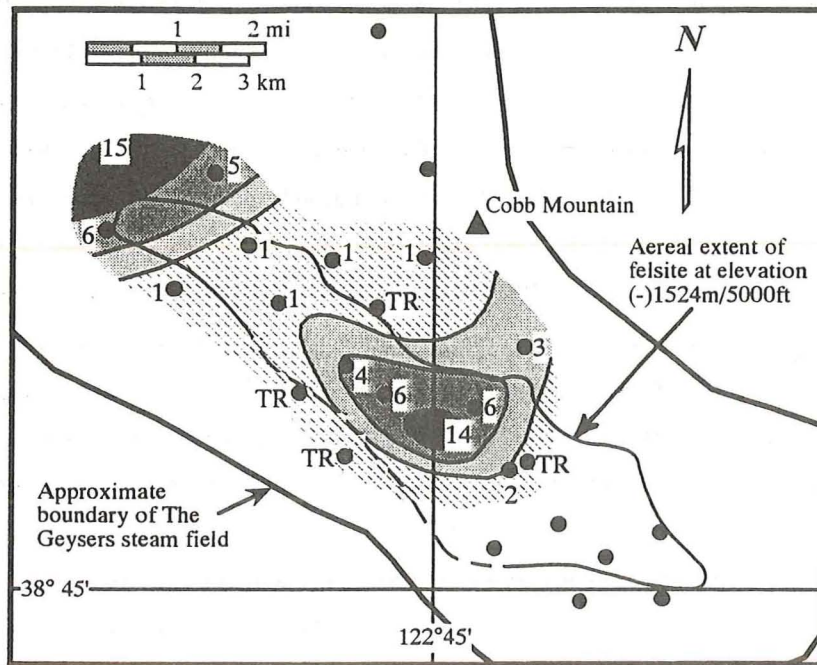 1 2 mi
1 2 3 km
N
15
5
Cobb Mountain
6
1
1
1
Aereal extent of
felsite at elevation
(-)1524m/5000ft
1
1
TR
3
4
6
6
TR
14
TR
TR
2
Approximate
boundary of The
Geysers steam field
38° 45'
122°45'